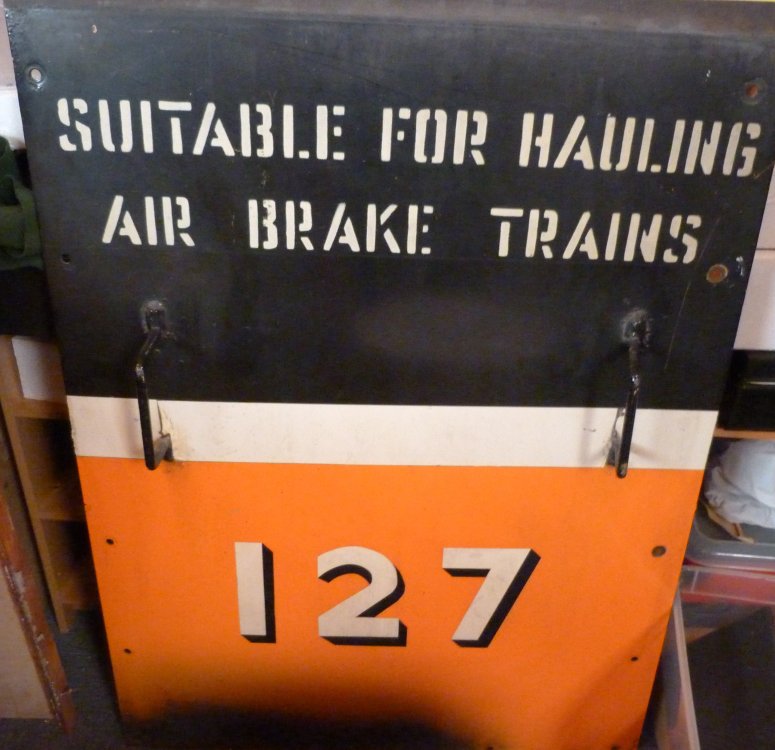 SUITABLE FOR HAULING
AIR BRAKE TRAINS
127